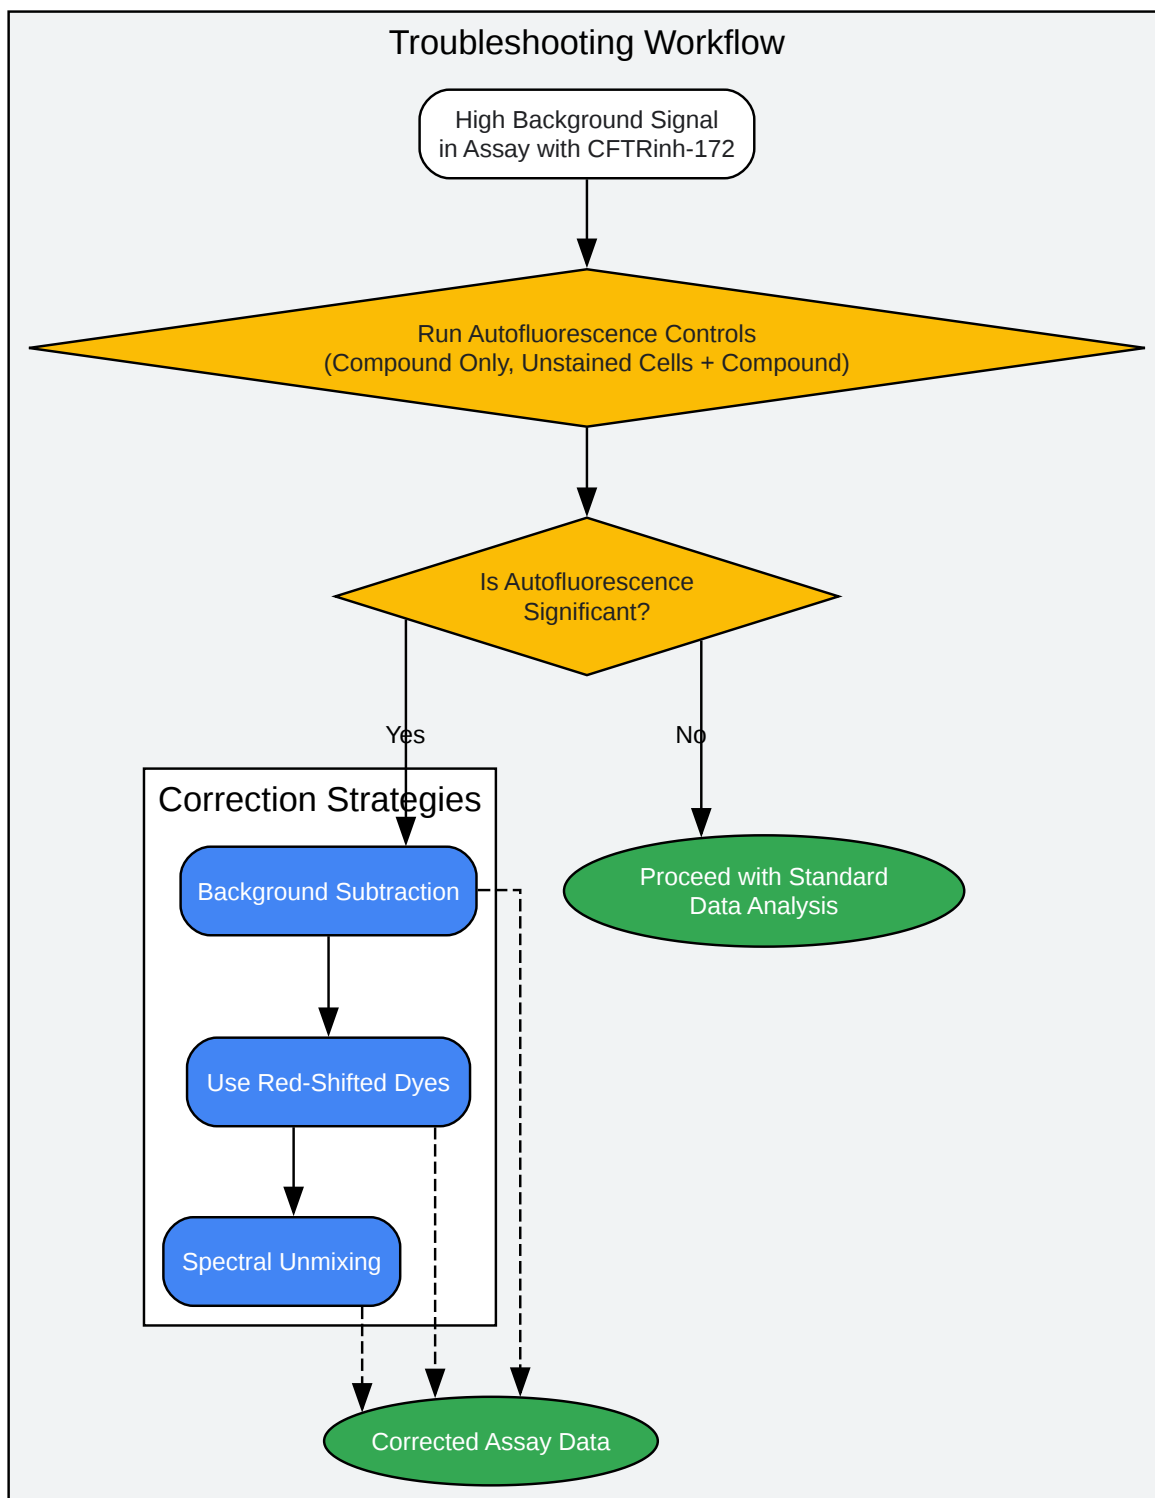 Troubleshooting Workflow
High Background Signal
in Assay with CFTRinh-172
Run Autofluorescence Controls
(Compound Only, Unstained Cells + Compound)
Is Autofluorescence
Significant?
Yes
No
Correction Strategies
Background Subtraction
Proceed with Standard
Data Analysis
Use Red-Shifted Dyes
Spectral Unmixing
Corrected Assay Data